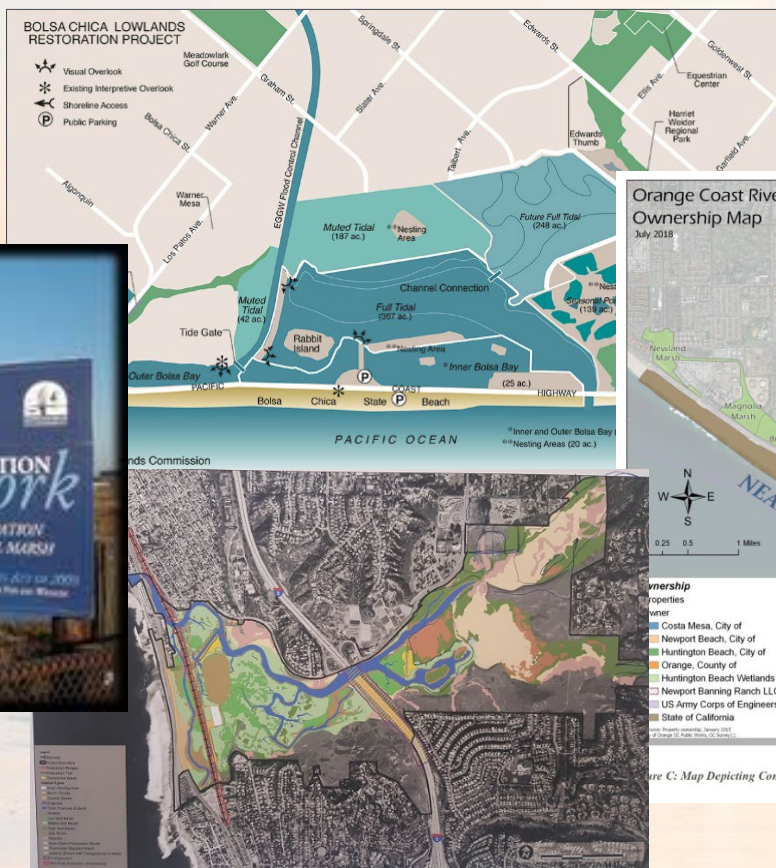 BOLSA CHICA LOWLANDS
RESTORATION PROJECT
Visual Overlook
Existing Interpretive Overlook
Shoreline Access
P
Public Parking
Meadowlark
Golf Course
Springdale St.
Edwards St.
Goldenwest St.
Graham St.
Warner Ave.
Slater Ave.
Bolsa Chica St.
Algonquin
Talbert Ave.
Ellis Ave.
Equestrian
Center
Garfield Ave.
Harriet
Weider
Regional
Park
Edwards
Thumb
Warner
Mesa
Los Patos Ave.
EGGW Flood Control Channel
Muted Tidal
(187 ac.)
**Nesting
Area
Future Full Tidal
(248 ac.)
Channel Connection
Full Tidal
(367 ac.)
Muted
Tidal
(42 ac.)
Tide Gate
Rabbit
Island
**Nesting Area
*Inner Bolsa Bay
(25 ac.)
(139 ac.)
Outer Bolsa Bay
PACIFIC
COAST
HIGHWAY
P
Bolsa Chica State P Beach
PACIFIC OCEAN
*Inner and Outer Bolsa Bay
**Nesting Areas (20 ac.)
nds Commission
Orange Coast Rive
Ownership Map
July 2018
Newland
Marsh
Magnolia
Marsh
NEA
N
W E
S
0.25 0.5 1 Miles
wnership
roperties
wner
Costa Mesa, City of
Newport Beach, City of
Huntington Beach, City of
Orange, County of
Huntington Beach Wetlands
Newport Banning Ranch LLC
US Army Corps of Engineers
State of California
ure C: Map Depicting Con
TION
ork
ATION
L MARSH